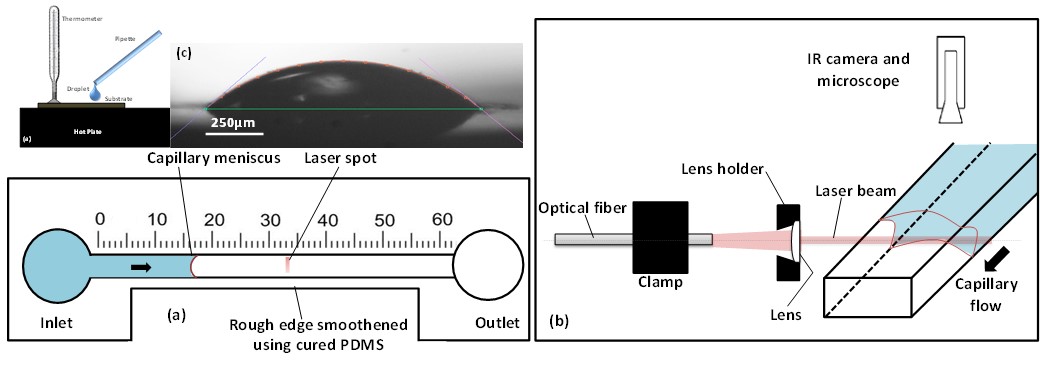 Thermometer
Pipette
Droplet
Substrate
Hot Plate
(a)
(c)
250µm
Capillary meniscus
Laser spot
0 10 20 30 40 50 60
Inlet
Outlet
(a)
Rough edge smoothened
using cured PDMS
IR camera and
microscope
Lens holder
Laser beam
Optical fiber
Clamp
Lens
Capillary
flow
(b)